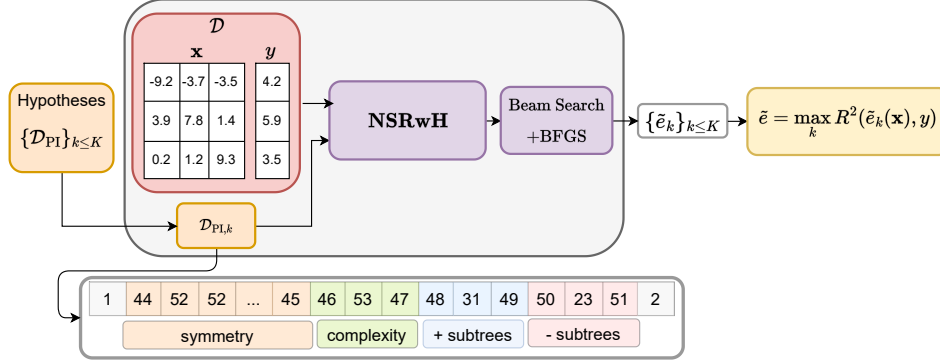 𝒟
x y
-9.2 -3.7 -3.5 4.2
3.9 7.8 1.4 5.9
0.2 1.2 9.3 3.5
Hypotheses
{𝒟_PI}_{k≤K}
𝒟_{PI,k}
NSRwH
Beam Search
+BFGS
{ẽ_k}_{k≤K}
ẽ = max_k R²(ẽ_k(x), y)
1 44 52 52 ... 45 46 53 47 48 31 49 50 23 51 2
symmetry complexity + subtrees - subtrees